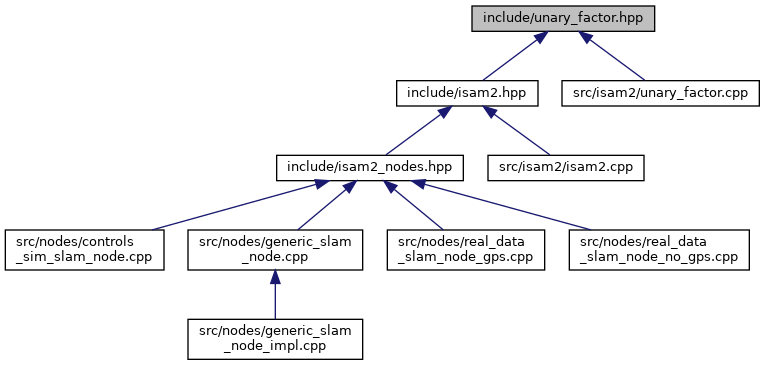 include/unary_factor.hpp
include/isam2.hpp
src/isam2/unary_factor.cpp
include/isam2_nodes.hpp
src/isam2/isam2.cpp
src/nodes/controls
_sim_slam_node.cpp
src/nodes/generic_slam
_node.cpp
src/nodes/real_data
_slam_node_gps.cpp
src/nodes/real_data
_slam_node_no_gps.cpp
src/nodes/generic_slam
_node_impl.cpp